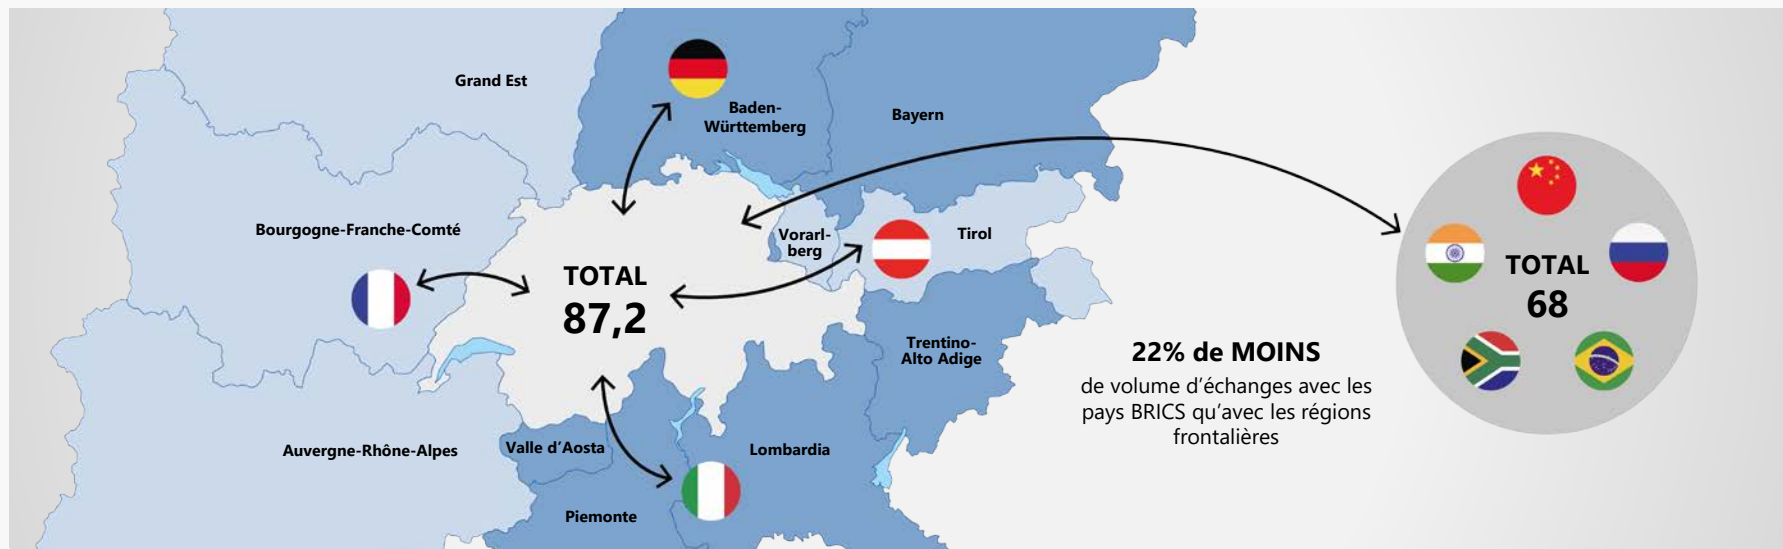 Grand Est
Baden-
Württemberg
Bayern
Bourgogne-Franche-Comté
Vorarl-
berg
Tirol
TOTAL
87,2
TOTAL
68
Trentino-
Alto Adige
22% de MOINS
de volume d’échanges avec les
pays BRICS qu’avec les régions
frontalières
Auvergne-Rhône-Alpes
Valle d’Aosta
Lombardia
Piemonte